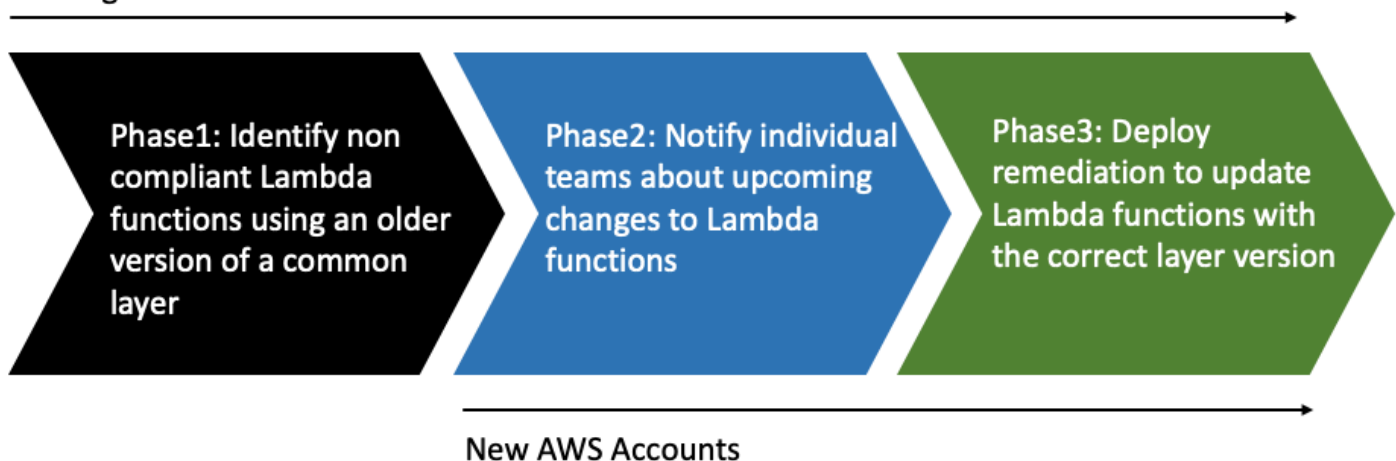 Phase1: Identify non
compliant Lambda
functions using an older
version of a common
layer
Phase2: Notify individual
teams about upcoming
changes to Lambda
functions
Phase3: Deploy
remediation to update
Lambda functions with
the correct layer version
New AWS Accounts